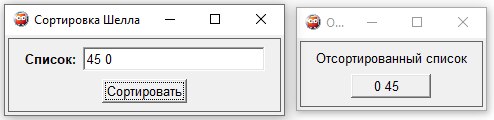 Сортировка Шелла
Список: 45 0
Сортировать
О...
Отсортированный список
0 45